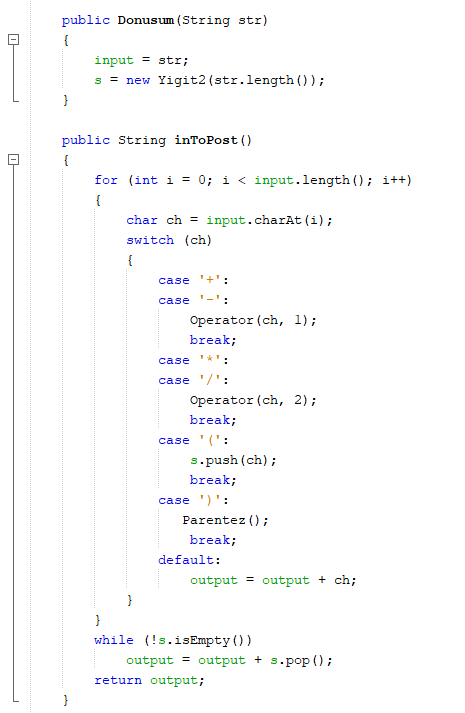 public Donusum(String str)
{
input = str;
s = new Yigit2(str.length());
}
public String inToPost()
{
for (int i = 0; i < input.length(); i++)
{
char ch = input.charAt(i);
switch (ch)
{
case '+':
case '-':
Operator(ch, 1);
break;
case '*':
case '/':
Operator(ch, 2);
break;
case '(':
s.push(ch);
break;
case ')':
Parentez();
break;
default:
output = output + ch;
}
}
while (!s.isEmpty())
output = output + s.pop();
return output;
}